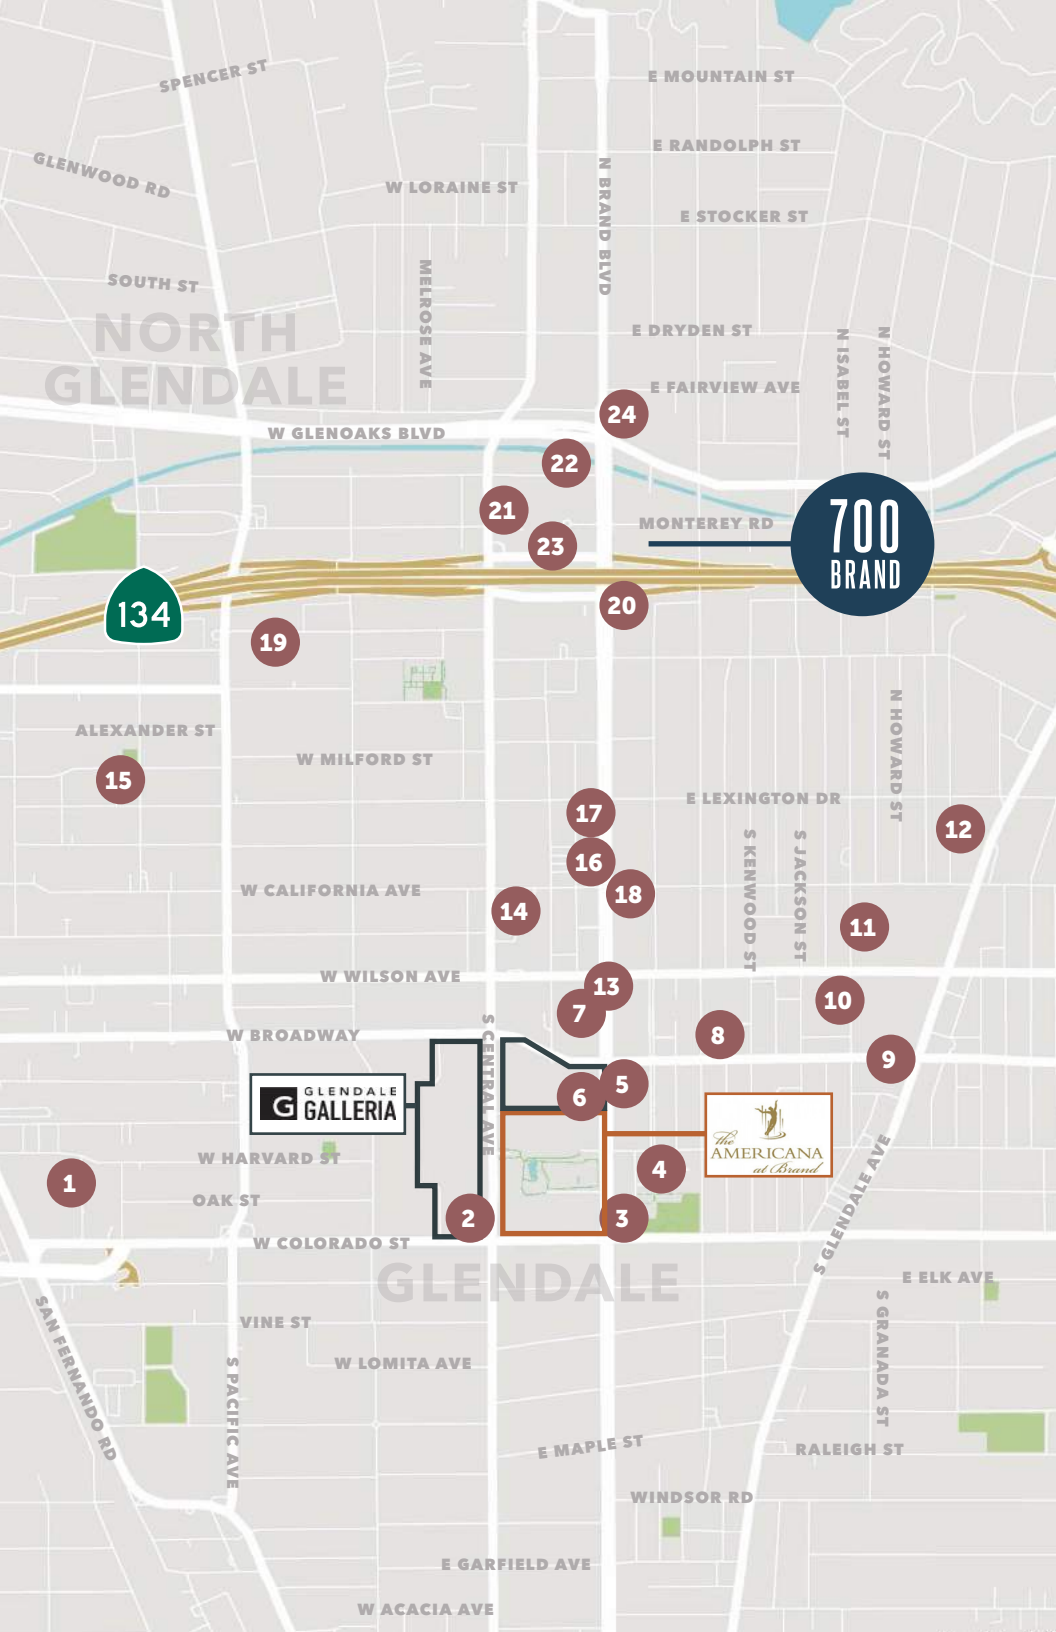 SPENCER ST
E MOUNTAIN ST
E RANDOLPH ST
GLENWOOD RD
W LORAINE ST
N BRAND BLVD
E STOCKER ST
SOUTH ST
MELROSE AVE
NORTH
GLENDALE
E DRYDEN ST
N ISABEL ST
N HOWARD ST
E FAIRVIEW AVE
24
W GLENOAKS BLVD
22
21
MONTEREY RD
700
BRAND
23
134
20
19
N HOWARD ST
ALEXANDER ST
W MILFORD ST
15
E LEXINGTON DR
17
12
S KENWOOD ST
S JACKSON ST
16
W CALIFORNIA AVE
18
14
11
W WILSON AVE
13
10
7
S CENTRAL AVE
W BROADWAY
8
9
G GLENDALE
GALLERIA
5
6
The
AMERICANA
at Brand
W HARVARD ST
4
S GLENDALE AVE
1
OAK ST
2
3
W COLORADO ST
GLENDALE
E ELK AVE
SAN FERNANDO RD
VINE ST
S GRANADA ST
W LOMITA AVE
S PACIFIC AVE
E MAPLE ST
RALEIGH ST
WINDSOR RD
E GARFIELD AVE
W ACACIA AVE